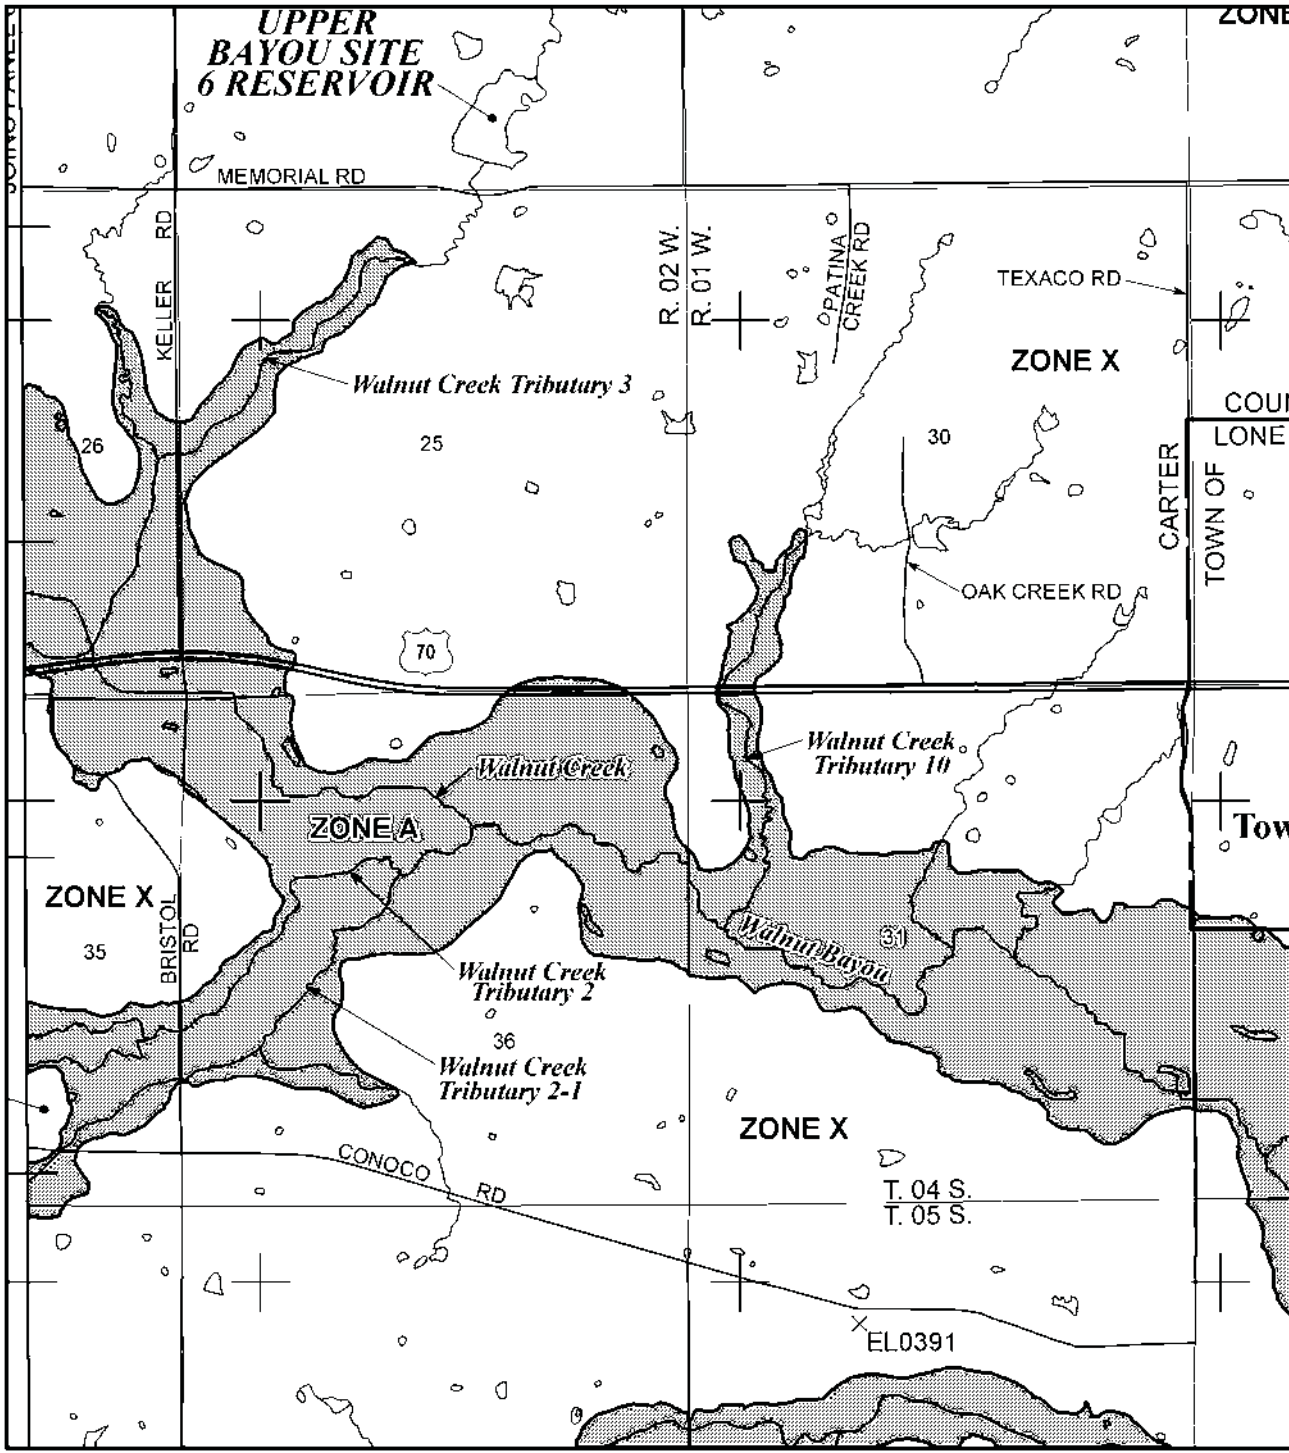 UPPER
BAYOU SITE
6 RESERVOIR
ZONE
MEMORIAL RD
KELLER RD
R. 02 W.
R. 01 W.
PATINA
CREEK RD
TEXACO RD
ZONE X
Walnut Creek Tributary 3
COUN
LONE
26
25
30
CARTER
TOWN OF
OAK CREEK RD
70
Walnut Creek
Tributary 10
Walnut Creek
ZONE A
Tow
ZONE X
BRISTOL
RD
35
Walnut Bayou
31
Walnut Creek
Tributary 2
36
Walnut Creek
Tributary 2-1
ZONE X
CONOCO RD
T. 04 S.
T. 05 S.
EL0391